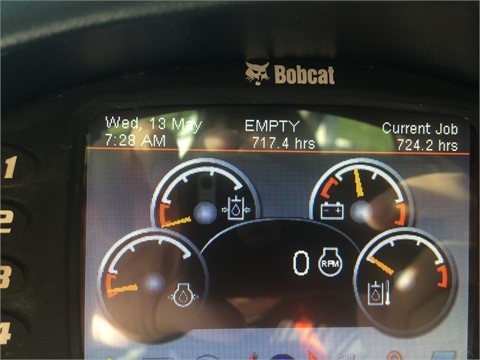 Bobcat
Wed, 13 May EMPTY Current Job
7:28 AM 717.4 hrs 724.2 hrs
1
2
3
4
0 RPM